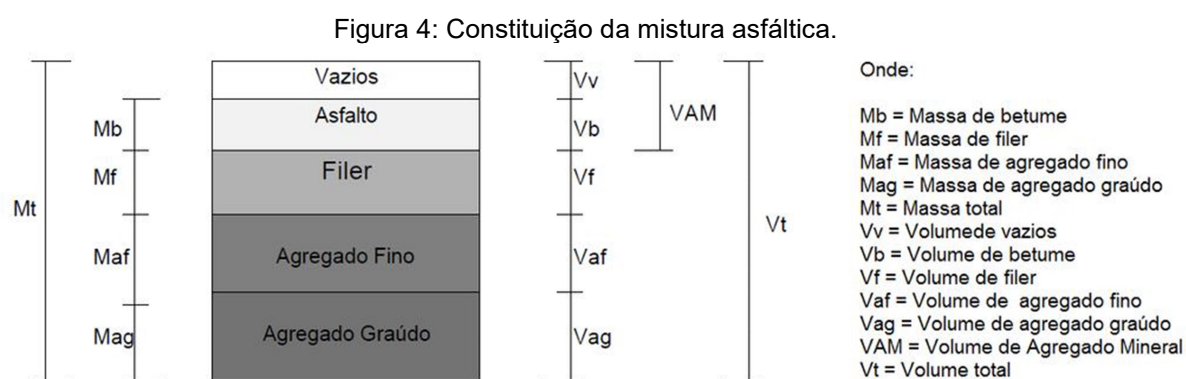 Figura 4: Constituição da mistura asfáltica.
Vazios
Asfalto
Filer
Agregado Fino
Agregado Graúdo
Mt
Mb
Mf
Maf
Mag
Vv
Vb
Vf
Vaf
Vag
VAM
Vt
Onde:
Mb = Massa de betume
Mf = Massa de filer
Maf = Massa de agregado fino
Mag = Massa de agregado graúdo
Mt = Massa total
Vv = Volumede vazios
Vb = Volume de betume
Vf = Volume de filer
Vaf = Volume de agregado fino
Vag = Volume de agregado graúdo
VAM = Volume de Agregado Mineral
Vt = Volume total